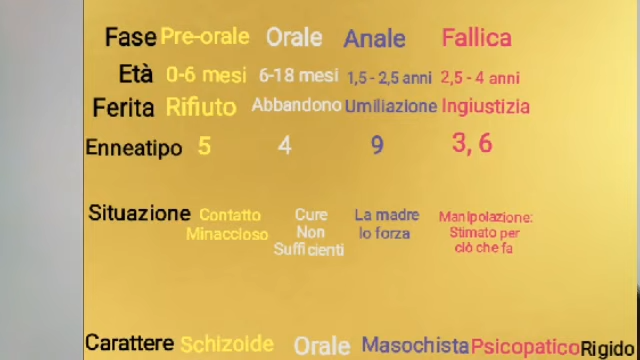 Fase Pre-orale Orale Anale Fallica
Età 0-6 mesi 6-18 mesi 1,5 - 2,5 anni 2,5 - 4 anni
Ferita Rifiuto Abbandono Umiliazione Ingiustizia
Enneatipo 5 4 9 3, 6
Situazione Contatto Cure La madre Manipolazione:
Minaccioso Non lo forza Stimato per
Sufficienti ciò che fa
Carattere Schizoide Orale Masochista Psicopatico Rigido